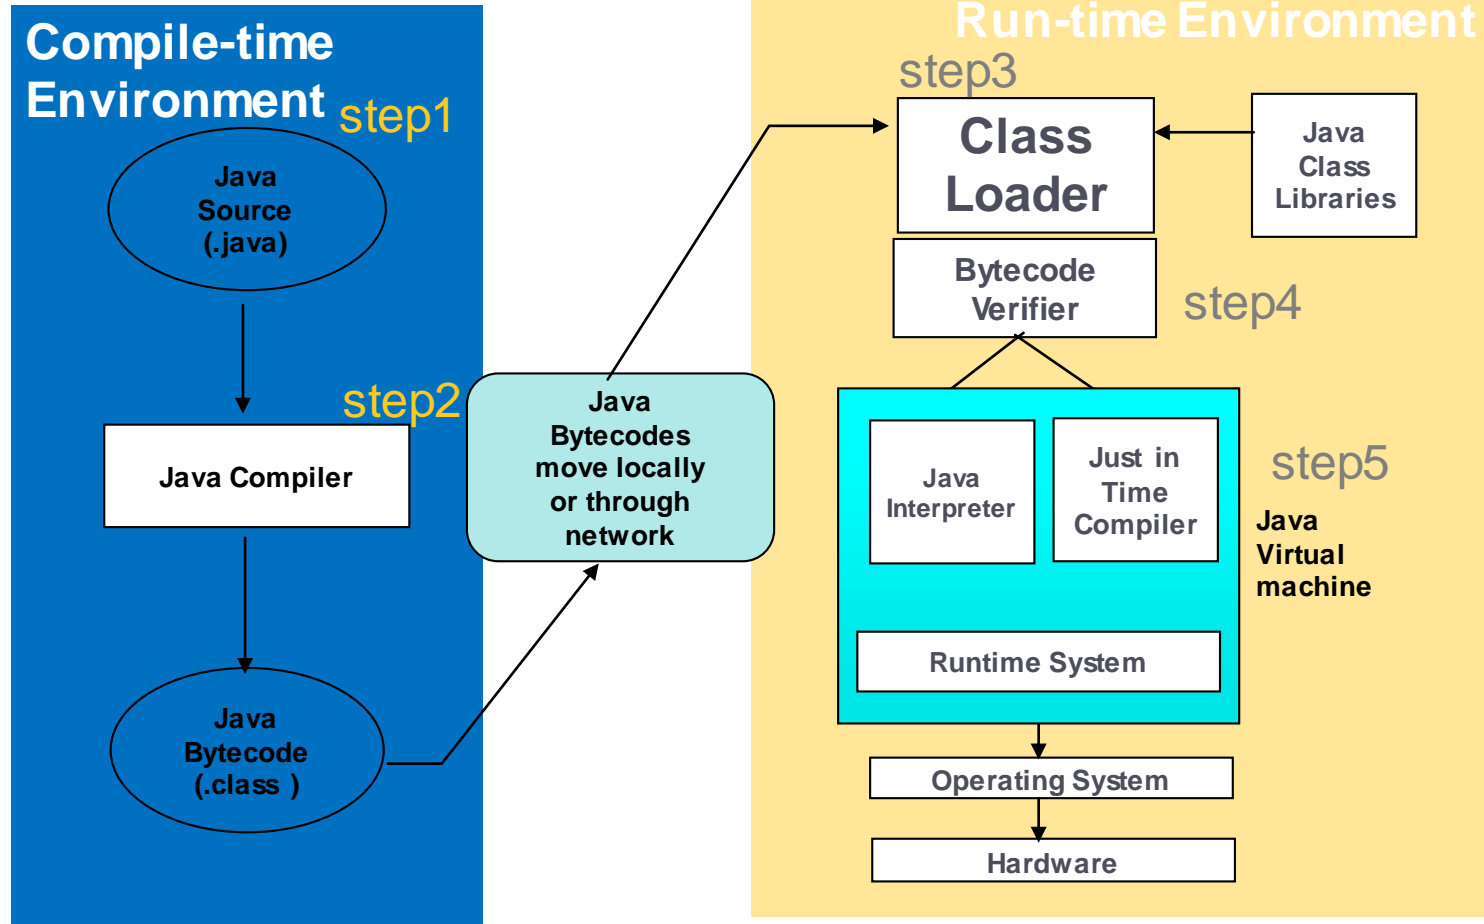 Compile-time
Environment
step1
Java
Source
(.java)
step2
Java Compiler
Java
Bytecode
(.class )
Java
Bytecodes
move locally
or through
network
Run-time Environment
step3
Class
Loader
Java
Class
Libraries
Bytecode
Verifier
step4
Java
Interpreter
Just in
Time
Compiler
step5
Java
Virtual
machine
Runtime System
Operating System
Hardware